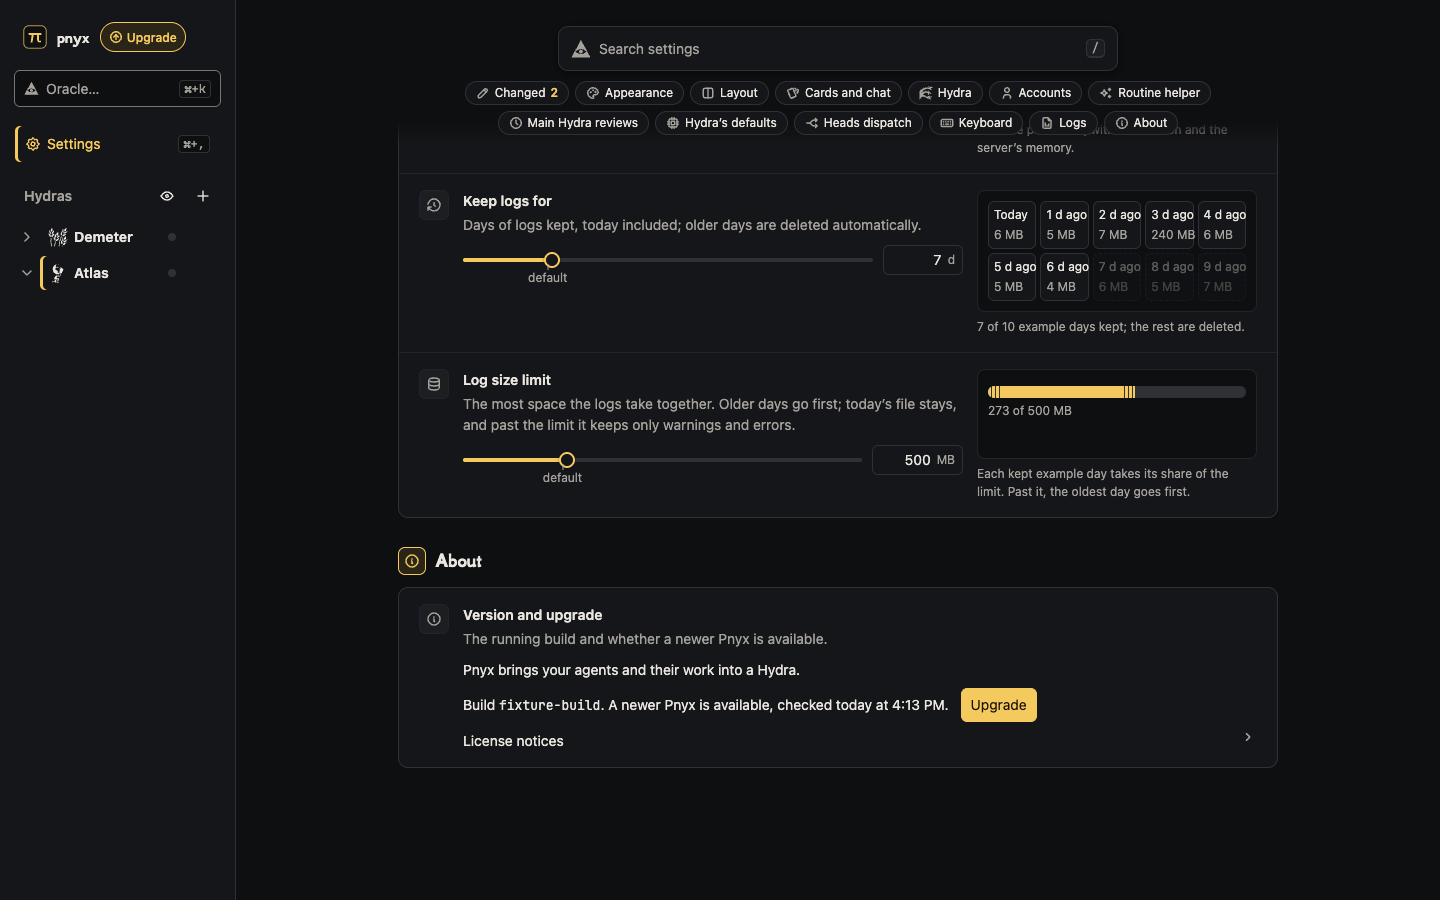 pnyx
Upgrade
Oracle...
⌘+k
Settings
⌘+,
Hydras
Demeter
Atlas
Search settings
/
Changed 2
Appearance
Layout
Cards and chat
Hydra
Accounts
Routine helper
Main Hydra reviews
Hydra's defaults
Heads dispatch
Keyboard
Logs
About
and the
server's memory.
Keep logs for
Days of logs kept, today included; older days are deleted automatically.
default
7 d
Today
6 MB
1 d ago
5 MB
2 d ago
7 MB
3 d ago
240 MB
4 d ago
6 MB
5 d ago
5 MB
6 d ago
4 MB
7 d ago
6 MB
8 d ago
5 MB
9 d ago
7 MB
7 of 10 example days kept; the rest are deleted.
Log size limit
The most space the logs take together. Older days go first; today's file stays,
and past the limit it keeps only warnings and errors.
default
500 MB
273 of 500 MB
Each kept example day takes its share of the
limit. Past it, the oldest day goes first.
About
Version and upgrade
The running build and whether a newer Pnyx is available.
Pnyx brings your agents and their work into a Hydra.
Build fixture-build. A newer Pnyx is available, checked today at 4:13 PM.
Upgrade
License notices